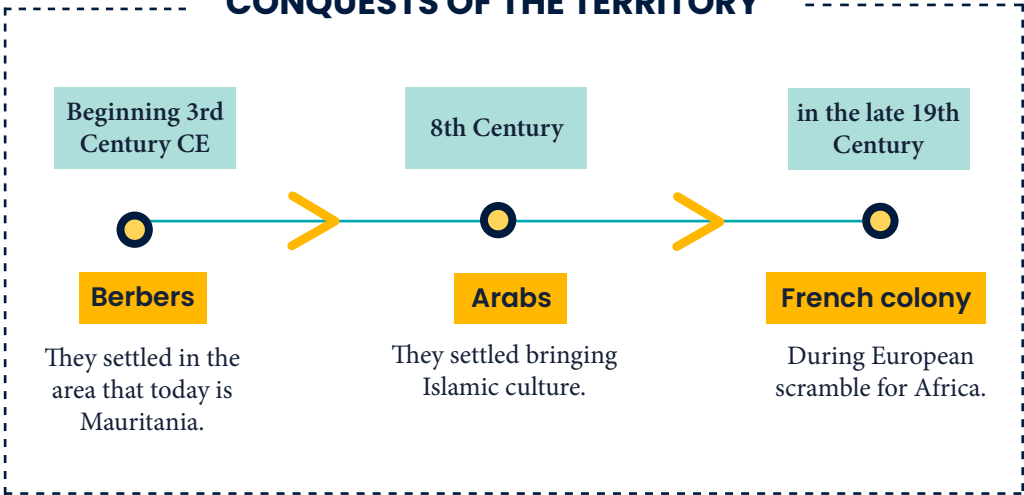 CONQUESTS OF THE TERRITORY
Beginning 3rd
Century CE
8th Century
in the late 19th
Century
Berbers
Arabs
French colony
They settled in the
area that today is
Mauritania.
They settled bringing
Islamic culture.
During European
scramble for Africa.